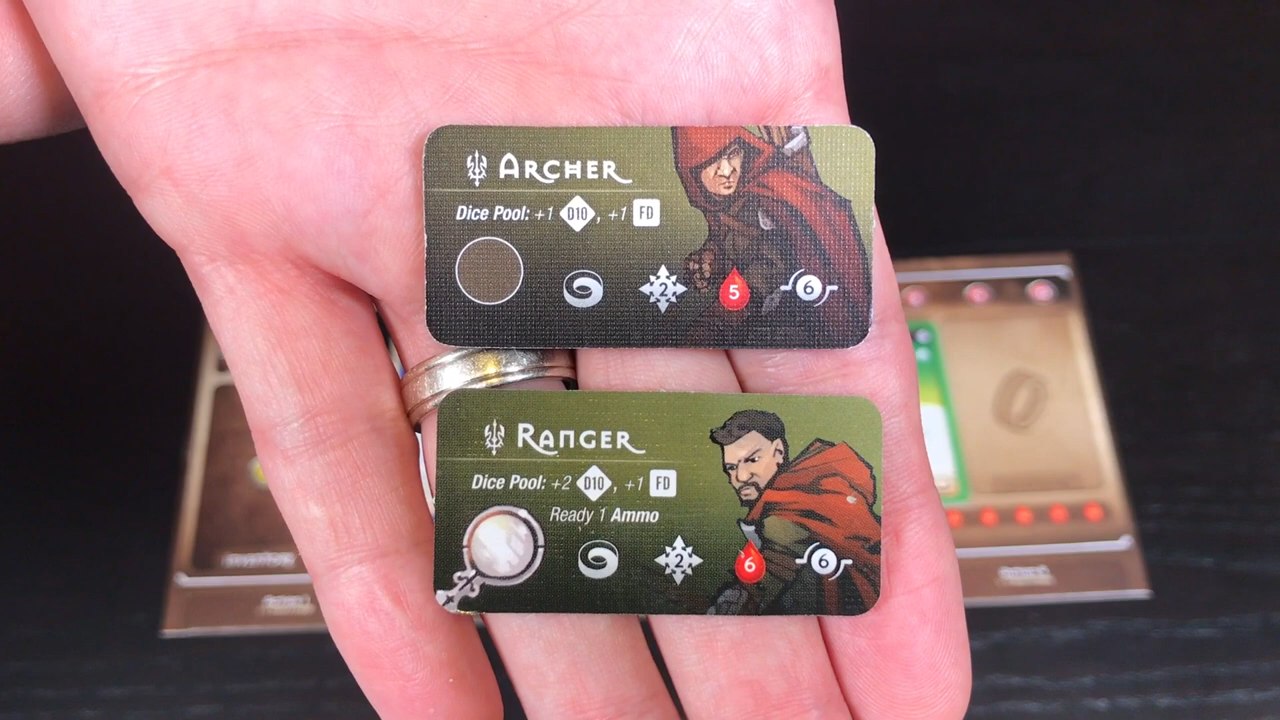 ARCHER
Dice Pool: +1 D10, +1 FD
2 5 6
RANGER
Dice Pool: +2 D10, +1 FD
Ready 1 Ammo
2 6 6